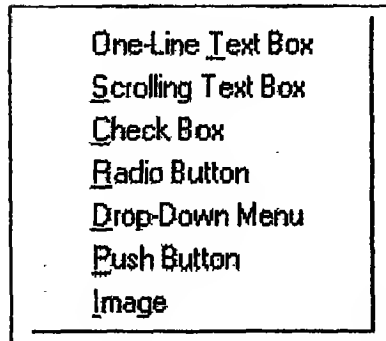 One-Line Text Box
Scrolling Text Box
Check Box
Radio Button
Drop-Down Menu
Push Button
Image